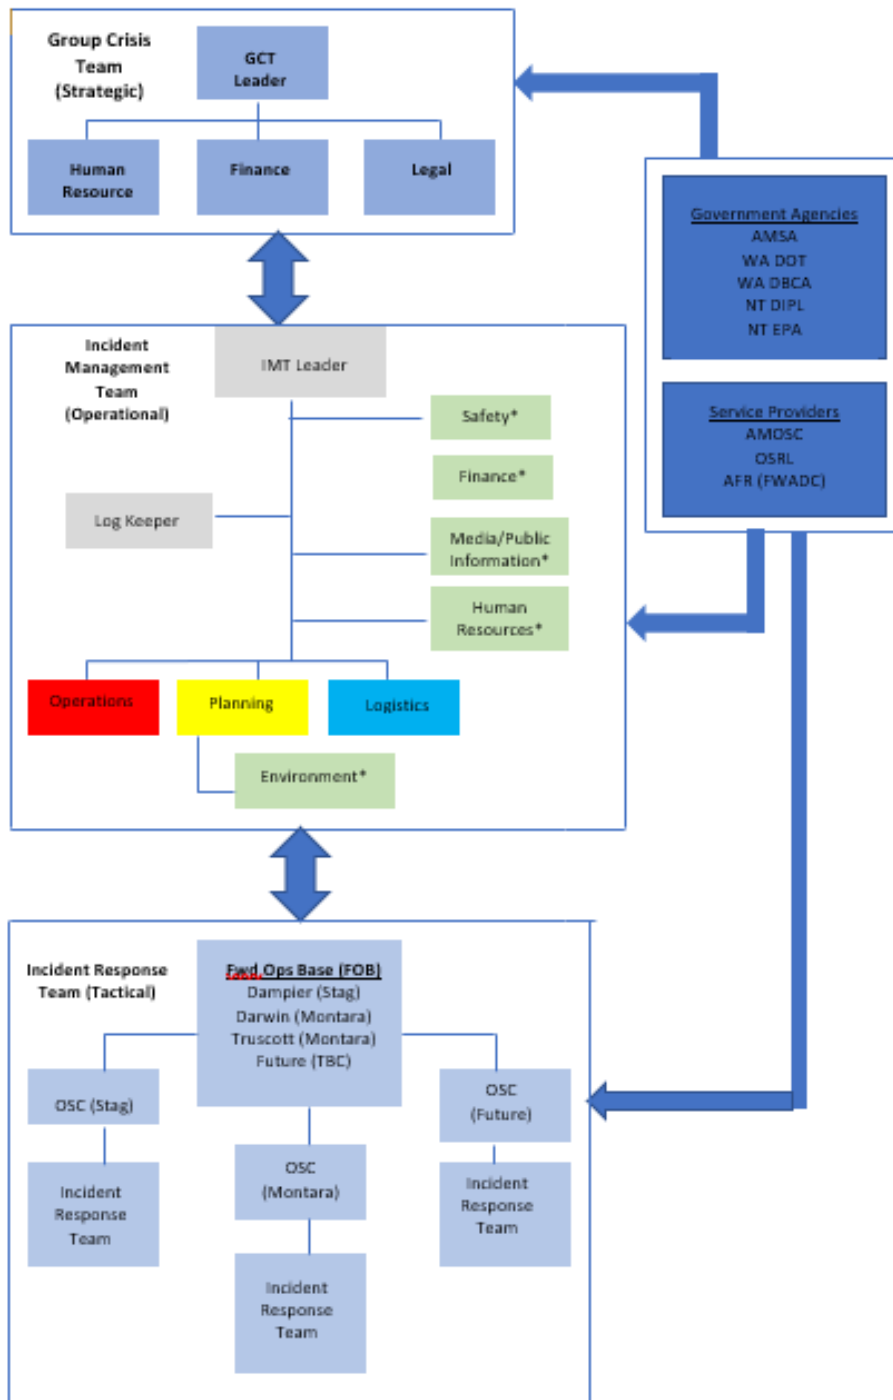 Group Crisis
Team
(Strategic)
GCT
Leader
Human
Resource
Finance
Legal
Government Agencies
AMSA
WA DOT
WA DBCA
NT DIPL
NT EPA
Service Providers
AMOSC
OSRL
AFR (FWADC)
Incident
Management
Team
(Operational)
IMT Leader
Safety*
Finance*
Log Keeper
Media/Public
Information*
Human
Resources*
Operations
Planning
Logistics
Environment*
Incident Response
Team (Tactical)
Fwd Ops Base (FOB)
Dampier (Stag)
Darwin (Montara)
Truscott (Montara)
Future (TBC)
OSC (Stag)
OSC
(Future)
OSC
(Montara)
Incident
Response
Team
Incident
Response
Team
Incident
Response
Team